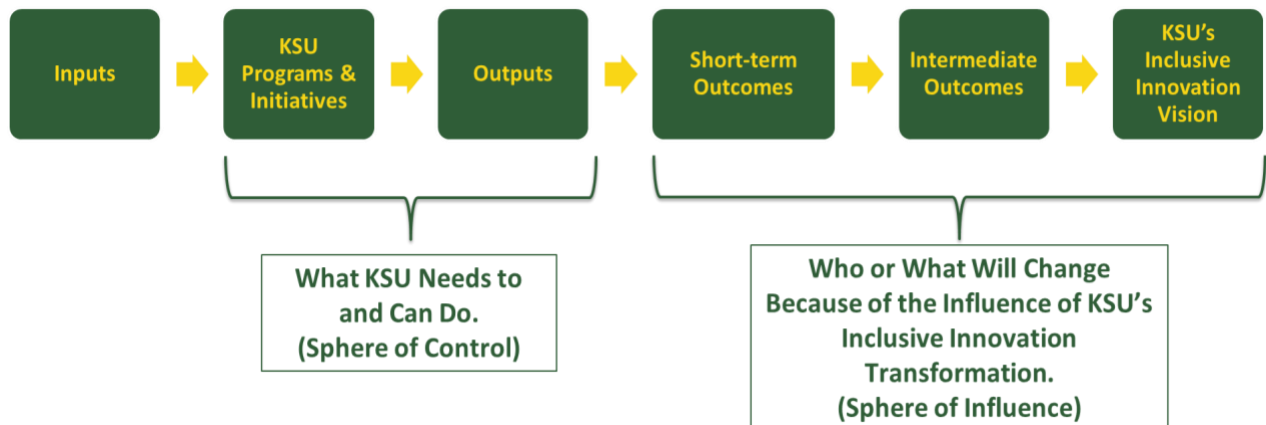 Inputs
KSU
Programs &
Initiatives
Outputs
Short-term
Outcomes
Intermediate
Outcomes
KSU’s
Inclusive
Innovation
Vision
What KSU Needs to
and Can Do.
(Sphere of Control)
Who or What Will Change
Because of the Influence of KSU’s
Inclusive Innovation
Transformation.
(Sphere of Influence)